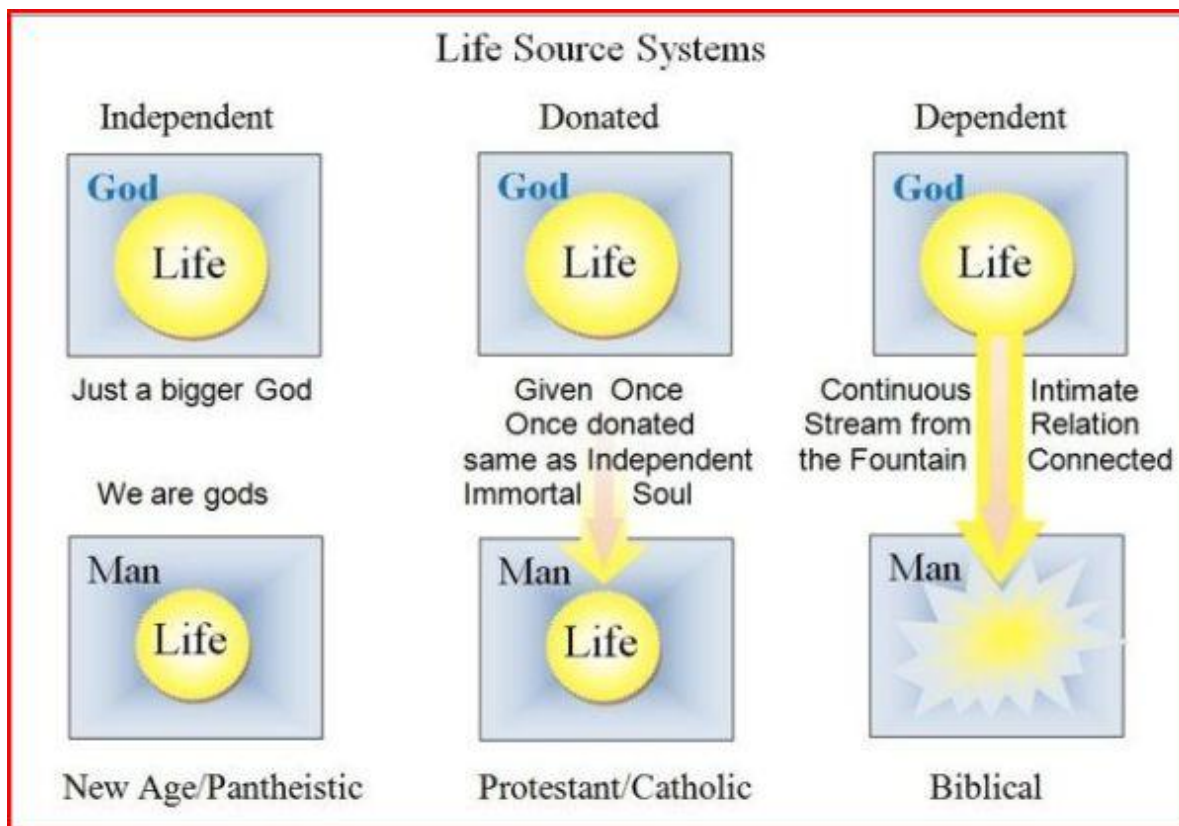 Life Source Systems
Independent
God
Life
Just a bigger God
We are gods
Man
Life
New Age/Pantheistic
Donated
God
Life
Given Once
Once donated
same as Independent
Immortal Soul
Man
Life
Protestant/Catholic
Dependent
God
Life
Continuous
Stream from
the Fountain
Intimate
Relation
Connected
Man
Biblical